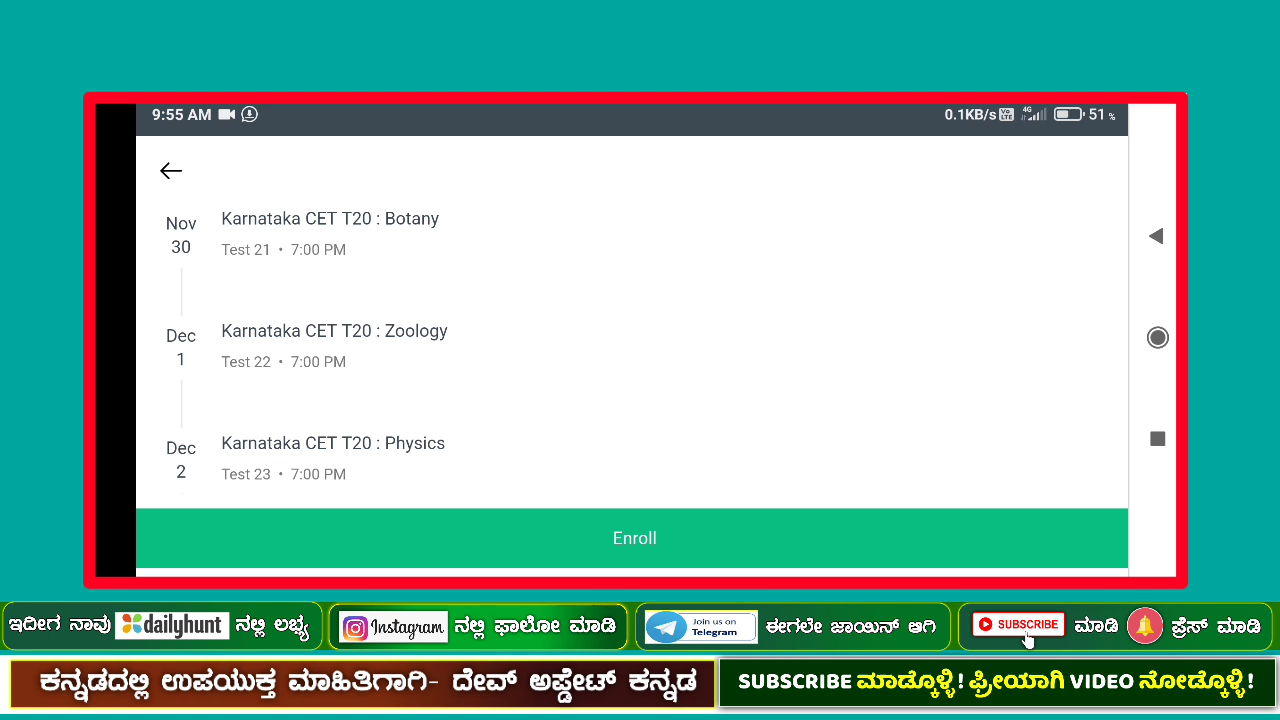 9:55 AM 0.1KB/s Vo LTE 4G 51 %
Nov 30
Karnataka CET T20 : Botany
Test 21 • 7:00 PM
Dec 1
Karnataka CET T20 : Zoology
Test 22 • 7:00 PM
Dec 2
Karnataka CET T20 : Physics
Test 23 • 7:00 PM
Enroll
ಇದೀಗ ನಾವು dailyhunt ನಲ್ಲಿ ಲಭ್ಯ
Instagram ನಲ್ಲಿ ಫಾಲೋ ಮಾಡಿ
Join us on
Telegram
ಈಗಲೇ ಜಾಯಿನ್ ಆಗಿ
SUBSCRIBE ಮಾಡಿ ಪ್ರೆಸ್ ಮಾಡಿ
ಕನ್ನಡದಲ್ಲಿ ಉಪಯುಕ್ತ ಮಾಹಿತಿಗಾಗಿ- ದೇವ್ ಅಪ್ಡೇಟ್ ಕನ್ನಡ
SUBSCRIBE ಮಾಡ್ಕೊಳ್ಳಿ! ಫ್ರೀಯಾಗಿ VIDEO ನೋಡ್ಕೊಳ್ಳಿ!